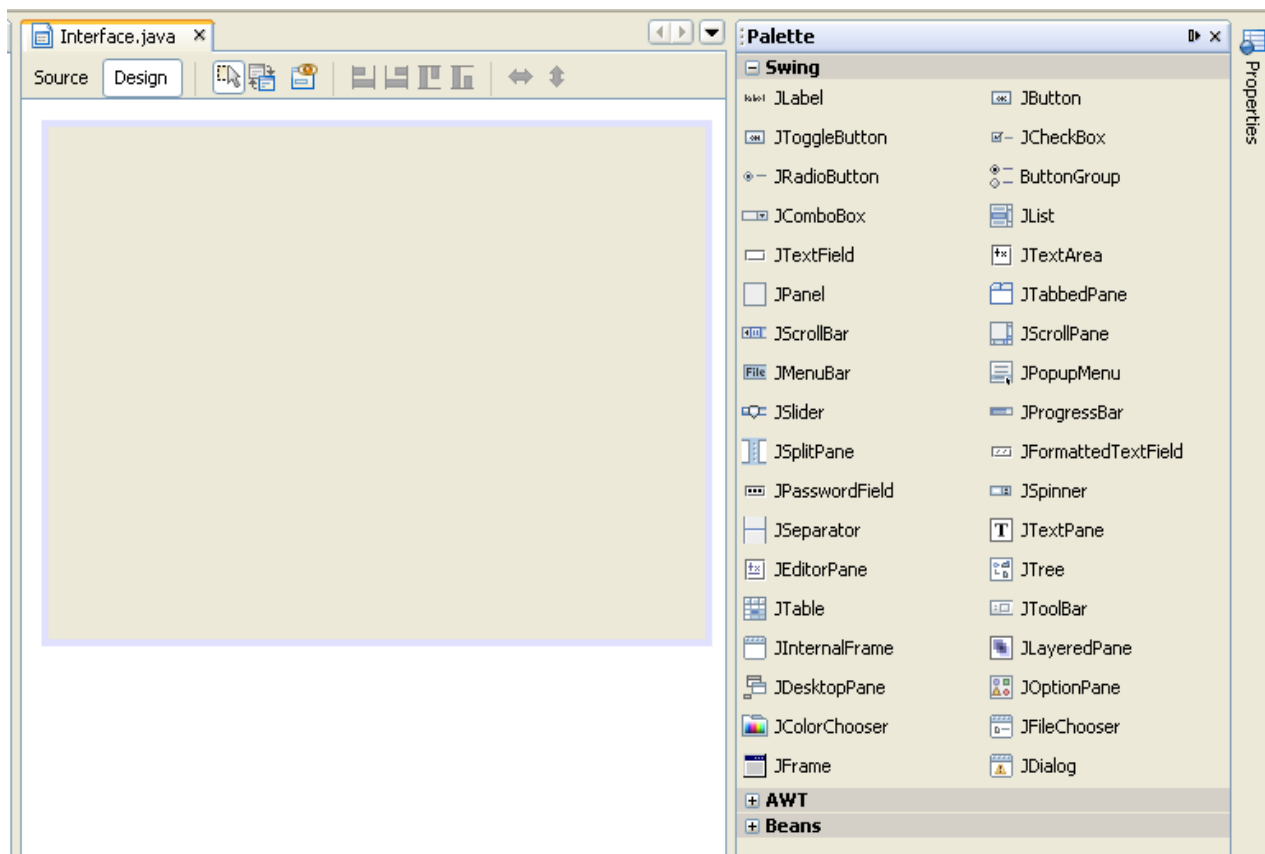 Interface.java
Source Design
Palette
Swing
label JLabel
JButton
JToggleButton
JCheckBox
JRadioButton
ButtonGroup
JComboBox
JList
JTextField
JTextArea
JPanel
JTabbedPane
JScrollBar
JScrollPane
File JMenuBar
JPopupMenu
JSlider
JProgressBar
JSplitPane
JFormattedTextField
JPasswordField
JSpinner
JSeparator
T JTextPane
JEditorPane
JTree
JTable
JToolBar
JInternalFrame
JLayeredPane
JDesktopPane
JOptionPane
JColorChooser
JFileChooser
JFrame
JDialog
AWT
Beans
Properties